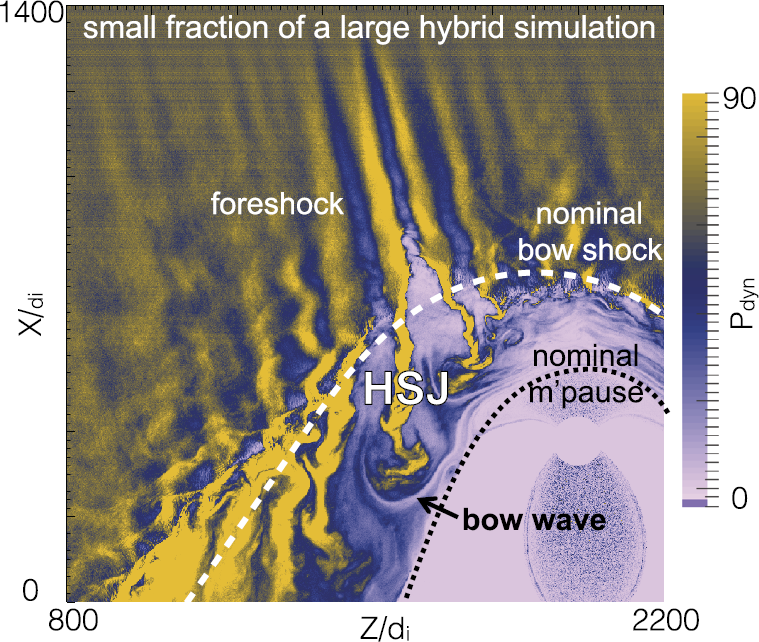 1400
small fraction of a large hybrid simulation
90
foreshock
nominal
bow shock
X/di
Pdyn
nominal
m'pause
HSJ
0
bow wave
0
800
Z/di
2200